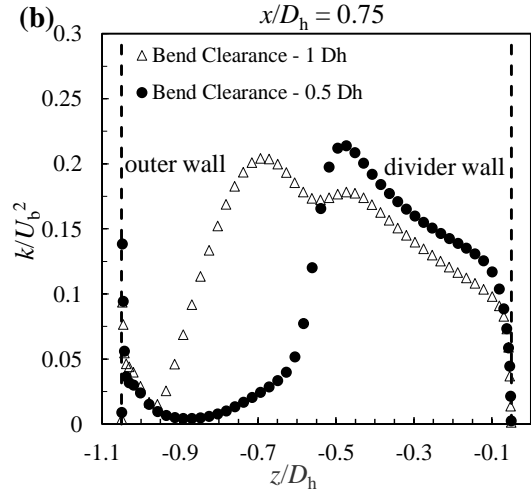 (b)
x/Dh = 0.75
0.3
Bend Clearance - 1 Dh
Bend Clearance - 0.5 Dh
0.25
0.2
outer wall
divider wall
0.15
k/Ub2
0.1
0.05
0
-1.1 -0.9 -0.7 -0.5 -0.3 -0.1
z/Dh